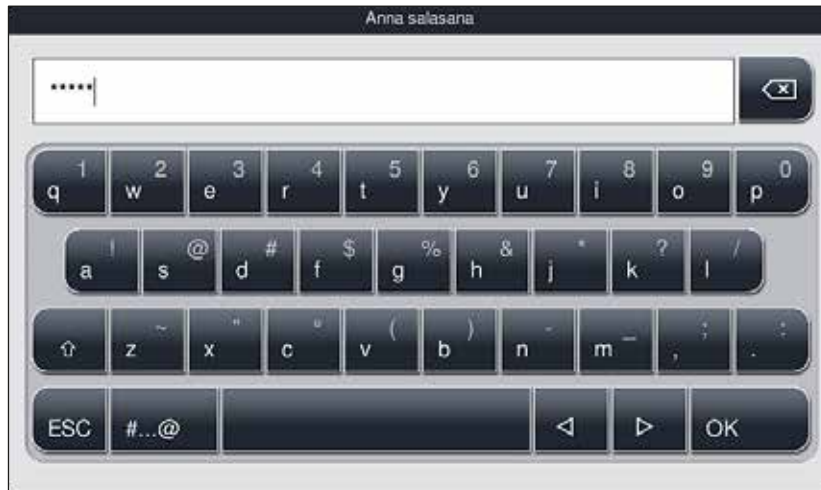 Anna salasana
*****
1 2 3 4 5 6 7 8 9 0
q w e r t y u i o p
! @ # $ % & * ? /
a s d f g h j k l
~ " º ( ) - _ ; :
z x c v b n m , .
ESC #...@ OK